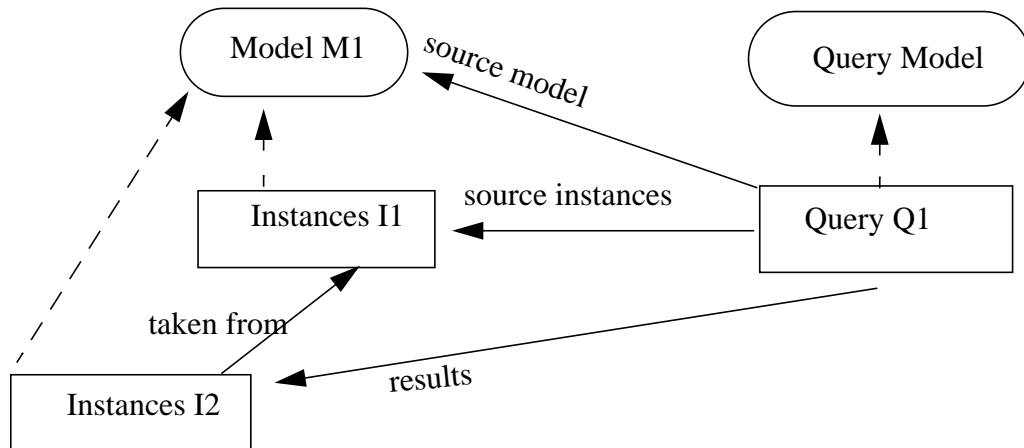 Model M1
source model
Query Model
source instances
Instances I1
Query Q1
taken from
results
Instances I2